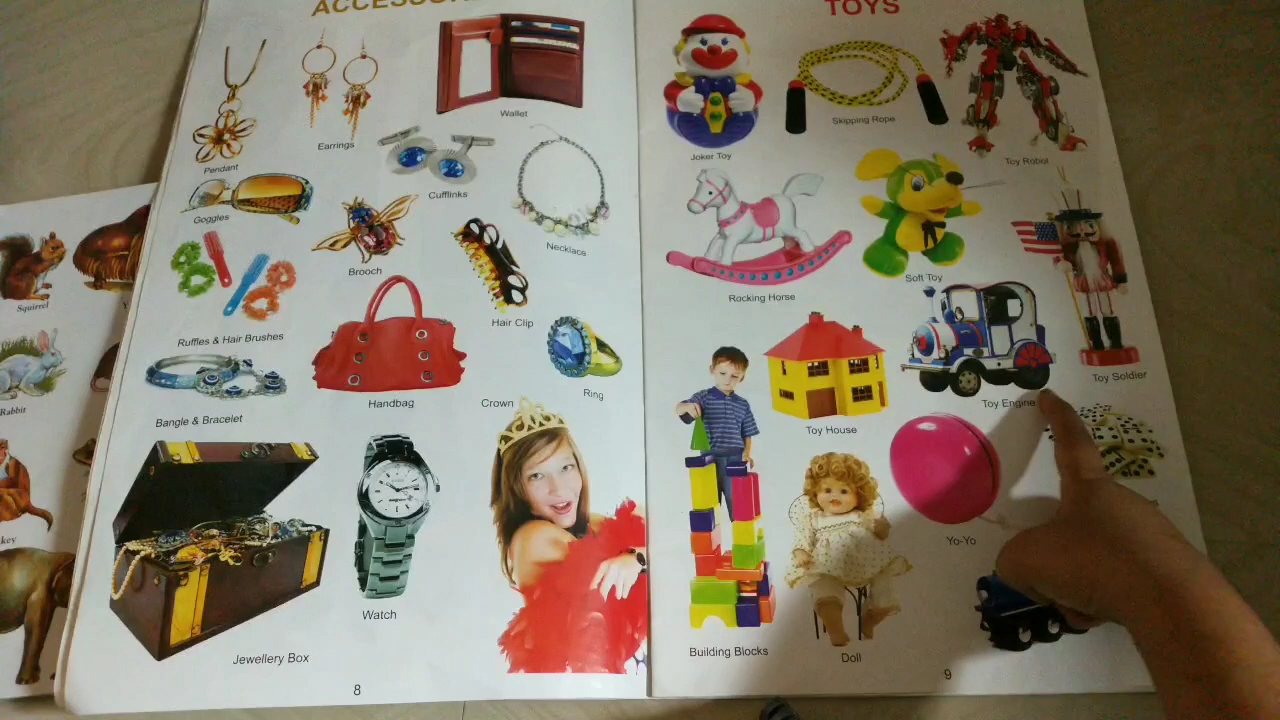 ACCESSOR
Pendant
Earrings
Wallet
Goggles
Cufflinks
Brooch
Necklace
Ruffles & Hair Brushes
Hair Clip
Bangle & Bracelet
Handbag
Ring
Crown
Jewellery Box
Watch
8
TOYS
Joker Toy
Skipping Rope
Toy Robot
Rocking Horse
Soft Toy
Toy Soldier
Toy House
Toy Engine
Yo-Yo
Building Blocks
Doll
9
Squirrel
Rabbit
key